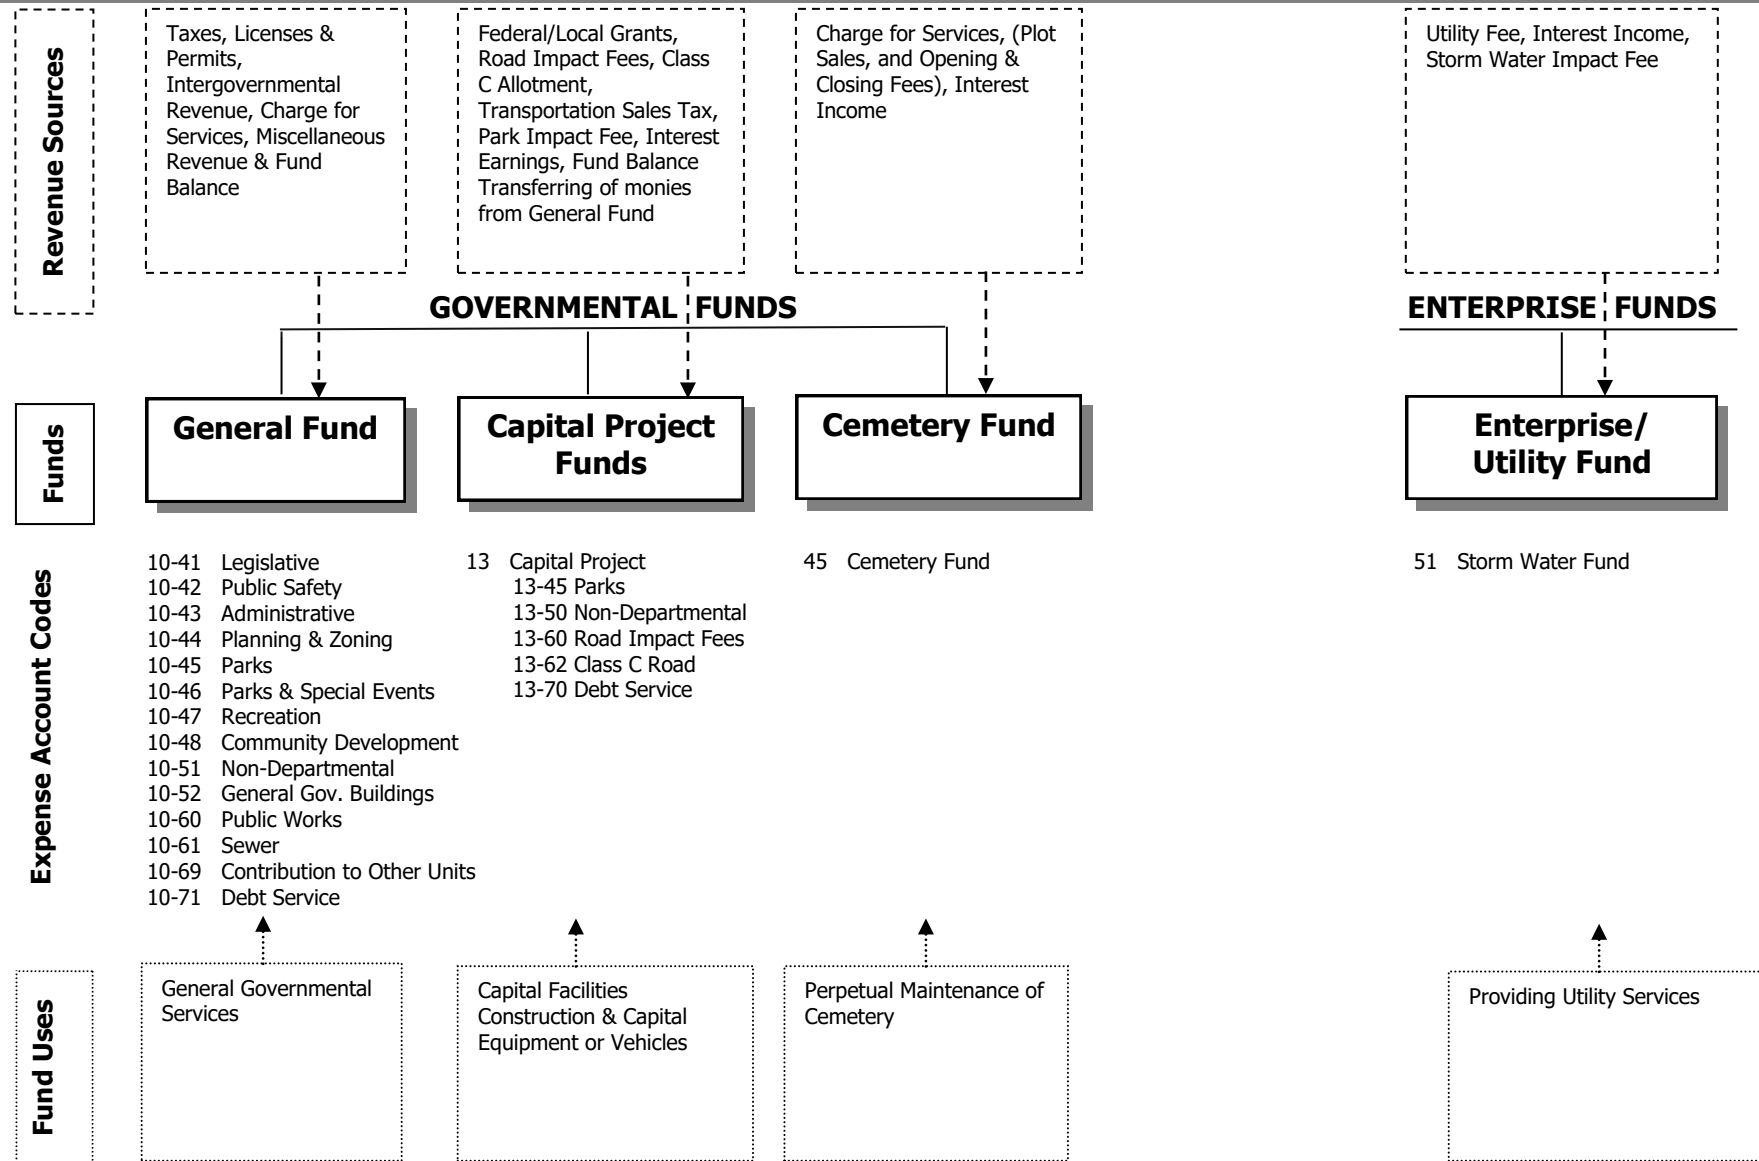 Revenue Sources
Taxes, Licenses &
Permits,
Intergovernmental
Revenue, Charge for
Services, Miscellaneous
Revenue & Fund
Balance
Federal/Local Grants,
Road Impact Fees, Class
C Allotment,
Transportation Sales Tax,
Park Impact Fee, Interest
Earnings, Fund Balance
Transferring of monies
from General Fund
Charge for Services, (Plot
Sales, and Opening &
Closing Fees), Interest
Income
Utility Fee, Interest Income,
Storm Water Impact Fee
GOVERNMENTAL FUNDS
ENTERPRISE FUNDS
Funds
General Fund
Capital Project
Funds
Cemetery Fund
Enterprise/
Utility Fund
Expense Account Codes
10-41 Legislative
10-42 Public Safety
10-43 Administrative
10-44 Planning & Zoning
10-45 Parks
10-46 Parks & Special Events
10-47 Recreation
10-48 Community Development
10-51 Non-Departmental
10-52 General Gov. Buildings
10-60 Public Works
10-61 Sewer
10-69 Contribution to Other Units
10-71 Debt Service
13 Capital Project
13-45 Parks
13-50 Non-Departmental
13-60 Road Impact Fees
13-62 Class C Road
13-70 Debt Service
45 Cemetery Fund
51 Storm Water Fund
Fund Uses
General Governmental
Services
Capital Facilities
Construction & Capital
Equipment or Vehicles
Perpetual Maintenance of
Cemetery
Providing Utility Services